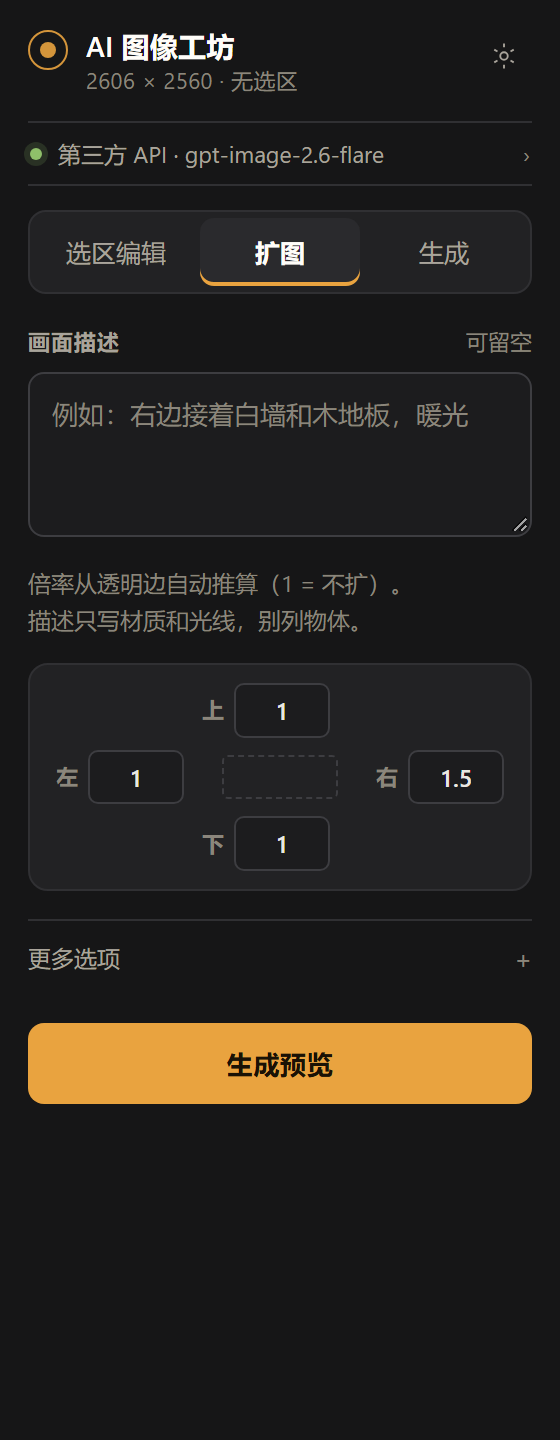 AI 图像工坊
2606 × 2560 · 无选区
第三方 API · gpt-image-2.6-flare ›
选区编辑 扩图 生成
画面描述 可留空
例如：右边接着白墙和木地板，暖光
倍率从透明边自动推算（1 = 不扩）。
描述只写材质和光线，别列物体。
上 1
左 1 右 1.5
下 1
更多选项 +
生成预览